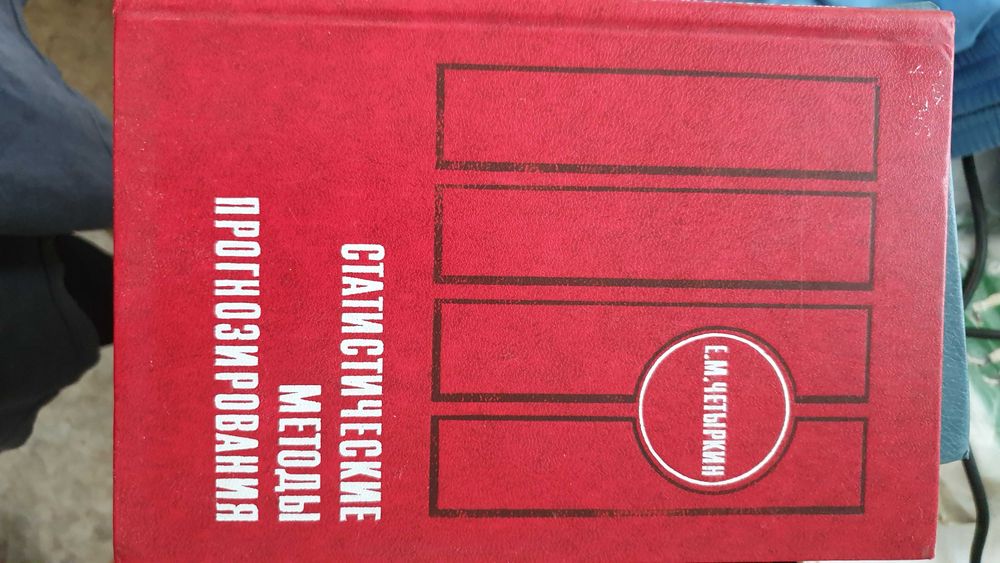 Е.М.ЧЕТЫРКИН
СТАТИСТИЧЕСКИЕ
МЕТОДЫ
ПРОГНОЗИРОВАНИЯ